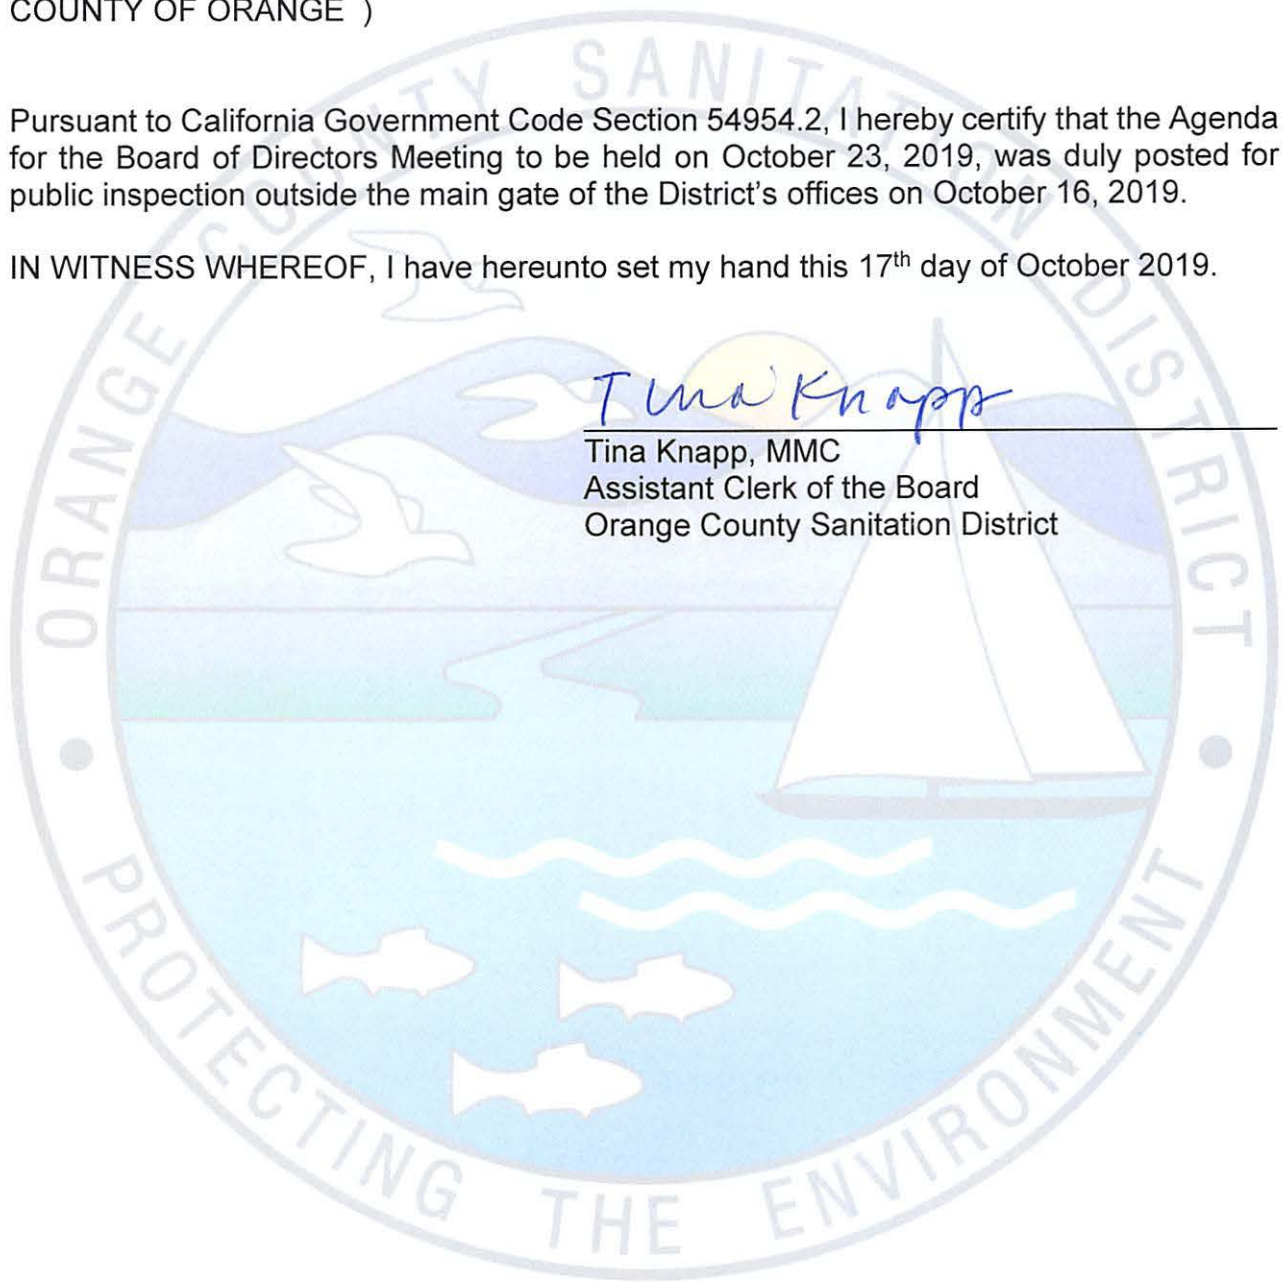 COUNTY OF ORANGE )
Pursuant to California Government Code Section 54954.2, I hereby certify that the Agenda
for the Board of Directors Meeting to be held on October 23, 2019, was duly posted for
public inspection outside the main gate of the District's offices on October 16, 2019.
IN WITNESS WHEREOF, I have hereunto set my hand this 17th day of October 2019.
Tina Knapp
Tina Knapp, MMC
Assistant Clerk of the Board
Orange County Sanitation District
ORANGE COUNTY SANITATION DISTRICT
PROTECTING THE ENVIRONMENT